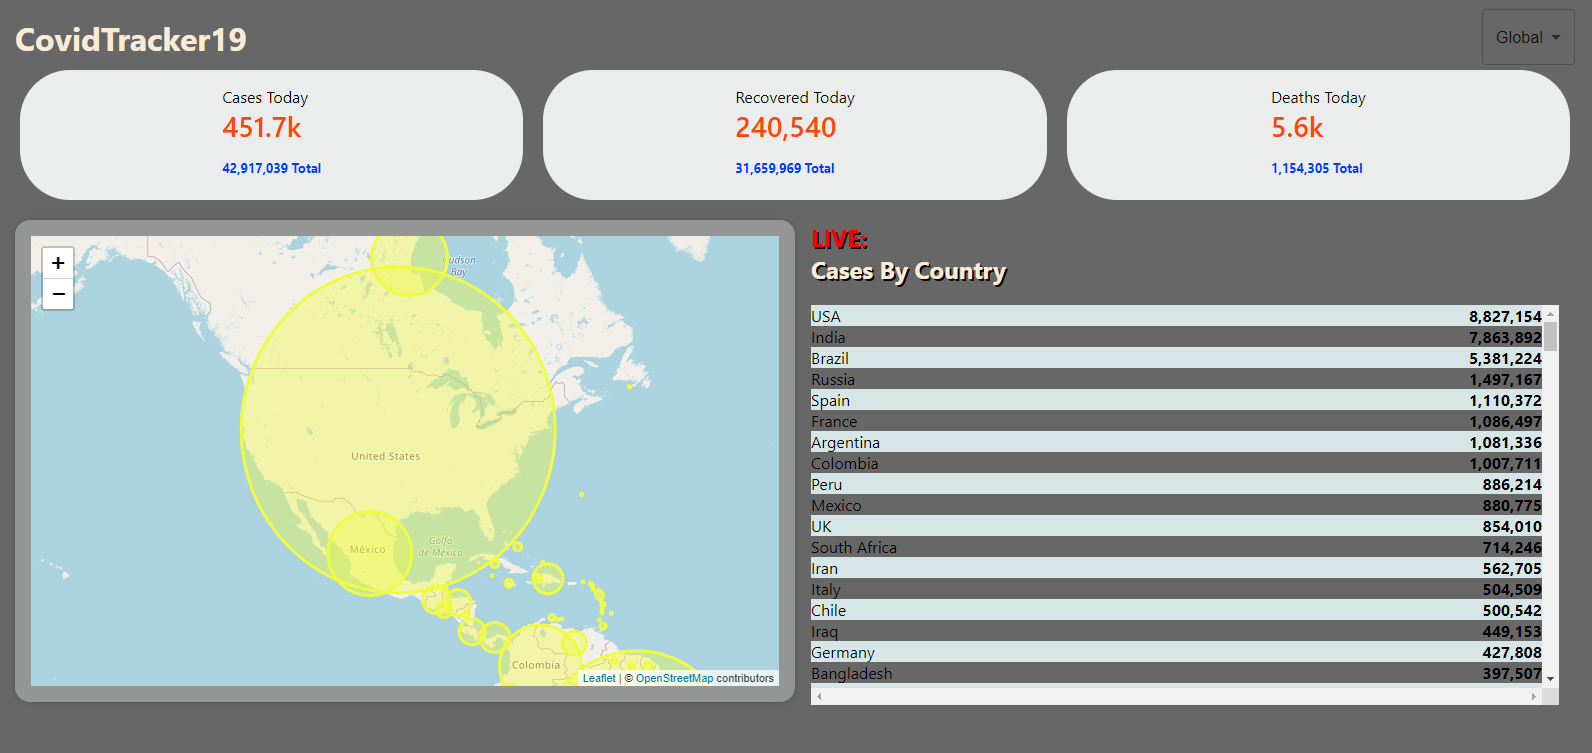 CovidTracker19
Global
Cases Today
451.7k
42,917,039 Total
Recovered Today
240,540
31,659,969 Total
Deaths Today
5.6k
1,154,305 Total
+
−
Hudson
Bay
United States
México
Golfo
de México
Colombia
Leaflet | © OpenStreetMap contributors
LIVE:
Cases By Country
USA 8,827,154
India 7,863,892
Brazil 5,381,224
Russia 1,497,167
Spain 1,110,372
France 1,086,497
Argentina 1,081,336
Colombia 1,007,711
Peru 886,214
Mexico 880,775
UK 854,010
South Africa 714,246
Iran 562,705
Italy 504,509
Chile 500,542
Iraq 449,153
Germany 427,808
Bangladesh 397,507